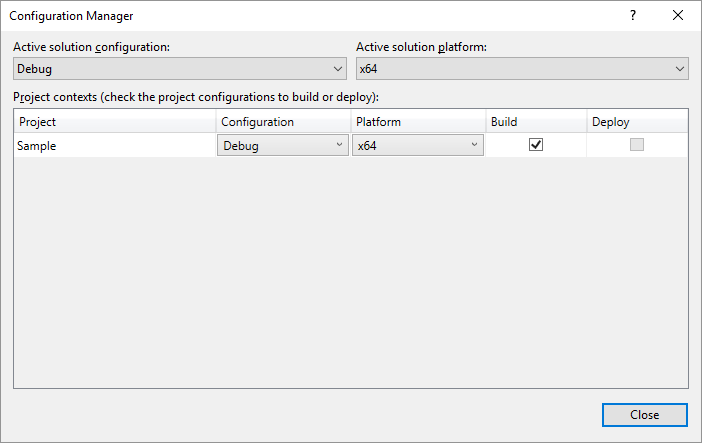 Configuration Manager
?
Active solution configuration: Active solution platform:
Debug x64
Project contexts (check the project configurations to build or deploy):
Project Configuration Platform Build Deploy
Sample Debug x64
Close